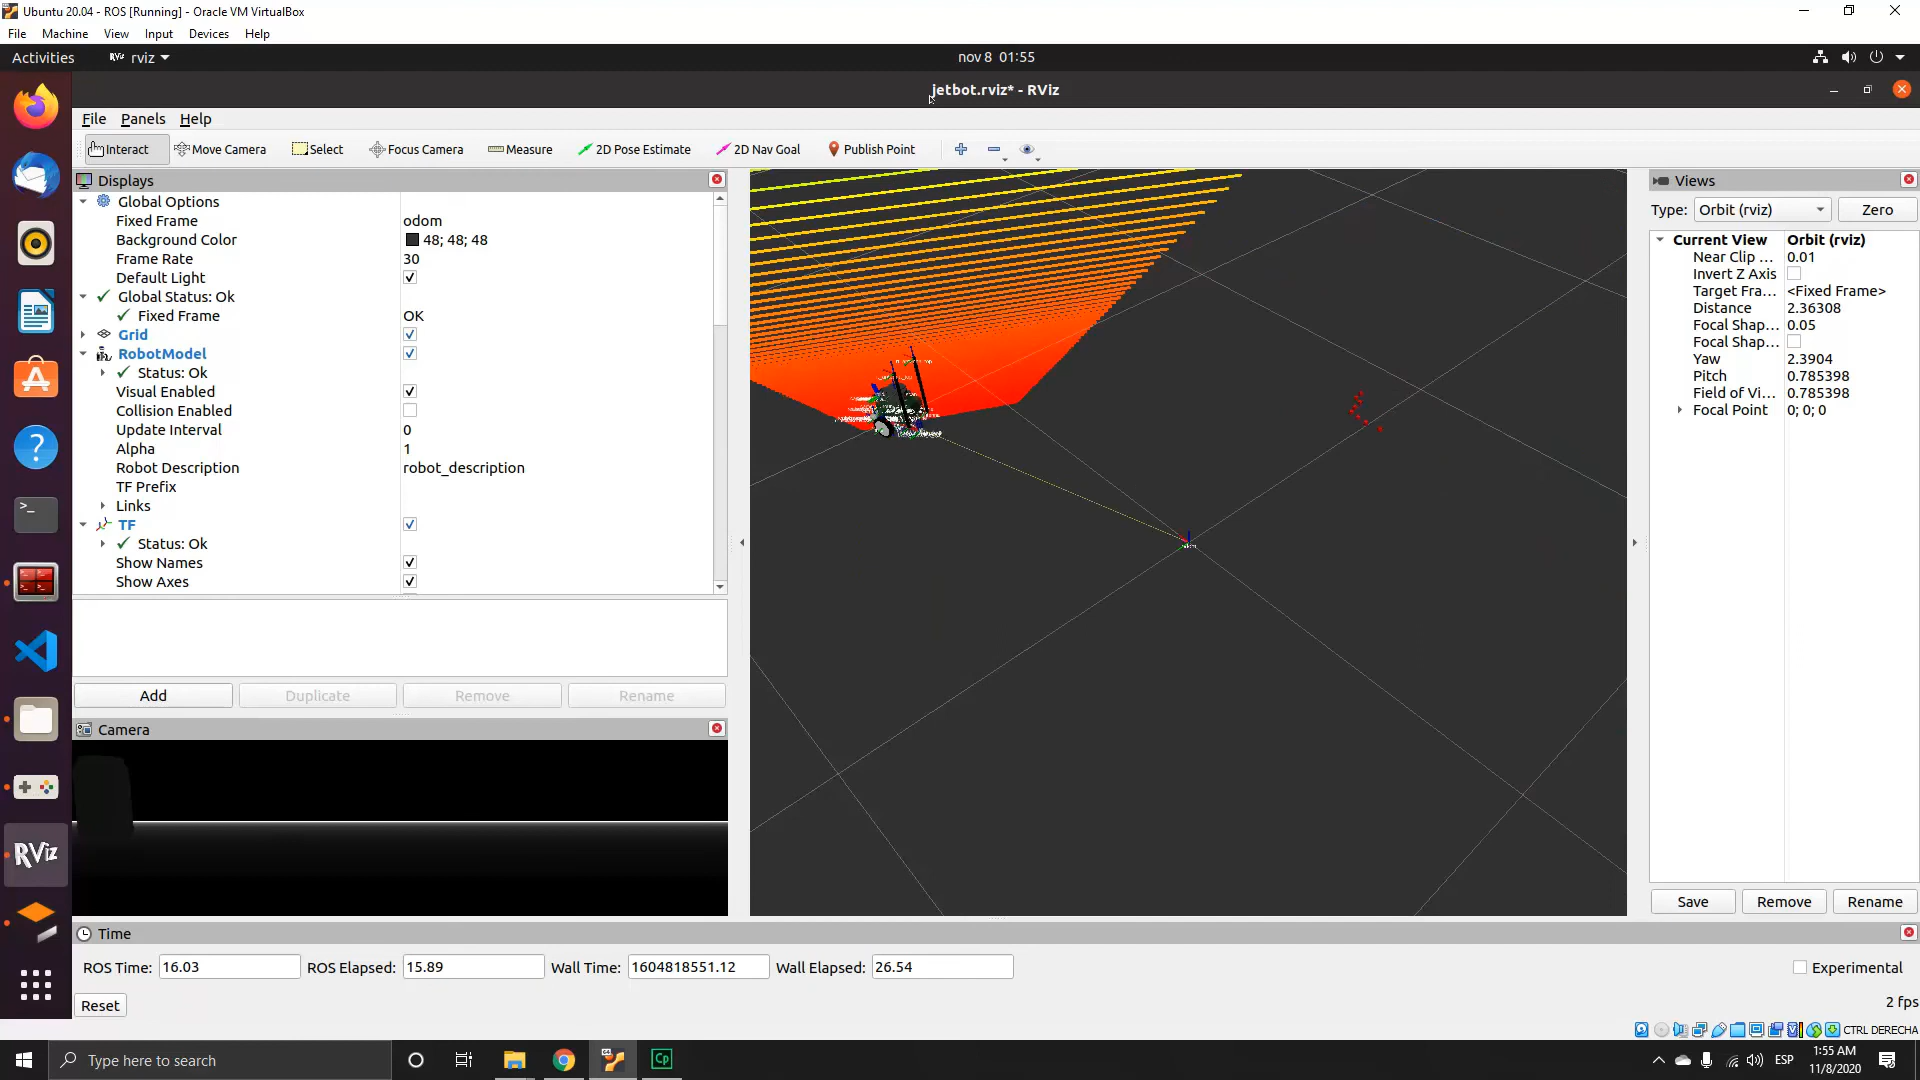 Ubuntu 20.04 - ROS [Running] - Oracle VM VirtualBox
File Machine View Input Devices Help
Activities rviz nov 8 01:55
jetbot.rviz* - RViz
File Panels Help
Interact Move Camera Select Focus Camera Measure 2D Pose Estimate 2D Nav Goal Publish Point
Displays
Global Options
Fixed Frame odom
Background Color 48; 48; 48
Frame Rate 30
Default Light
Global Status: Ok
Fixed Frame OK
Grid
RobotModel
Status: Ok
Visual Enabled
Collision Enabled
Update Interval 0
Alpha 1
Robot Description robot_description
TF Prefix
Links
TF
Status: Ok
Show Names
Show Axes
Add Duplicate Remove Rename
Camera
Views
Type: Orbit (rviz) Zero
Current View Orbit (rviz)
Near Clip ... 0.01
Invert Z Axis
Target Fra... <Fixed Frame>
Distance 2.36308
Focal Shap... 0.05
Focal Shap...
Yaw 2.3904
Pitch 0.785398
Field of Vi... 0.785398
Focal Point 0; 0; 0
Save Remove Rename
Time
ROS Time: 16.03 ROS Elapsed: 15.89 Wall Time: 1604818551.12 Wall Elapsed: 26.54 Experimental
Reset 2 fps
RViz
CTRL DERECHA
Type here to search
Cp
ESP
1:55 AM
11/8/2020